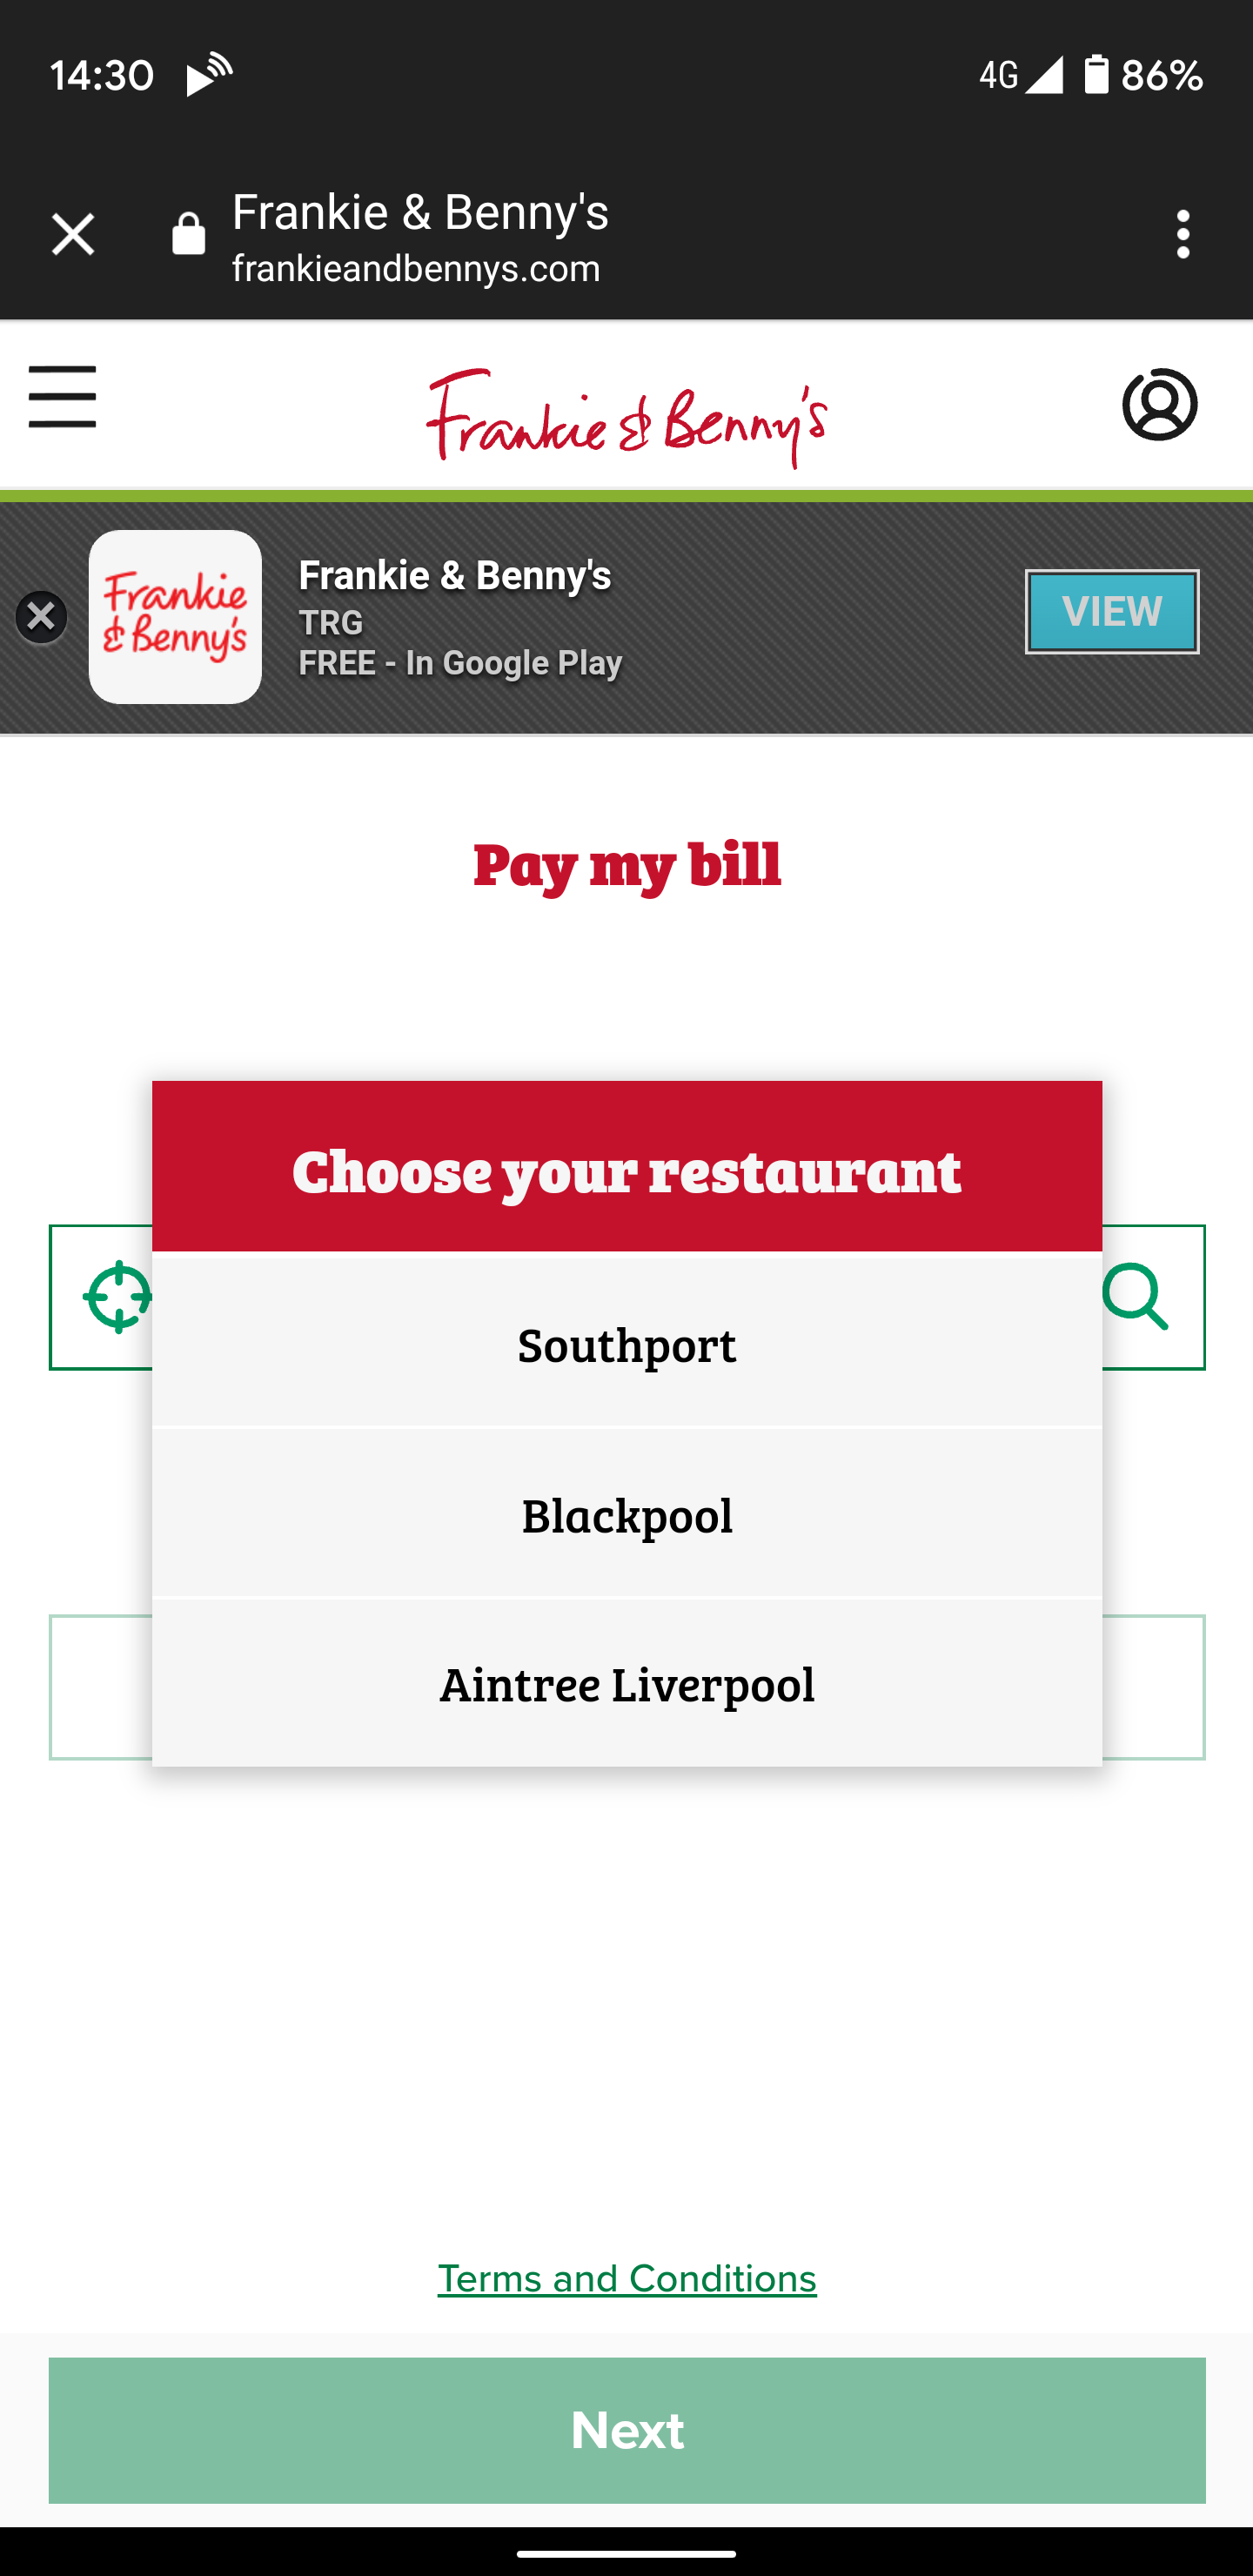 14:30
4G 86%
Frankie & Benny's
frankieandbennys.com
Frankie & Benny's
Frankie
& Benny's
Frankie & Benny's
TRG
FREE - In Google Play
VIEW
Pay my bill
Choose your restaurant
Southport
Blackpool
Aintree Liverpool
Terms and Conditions
Next